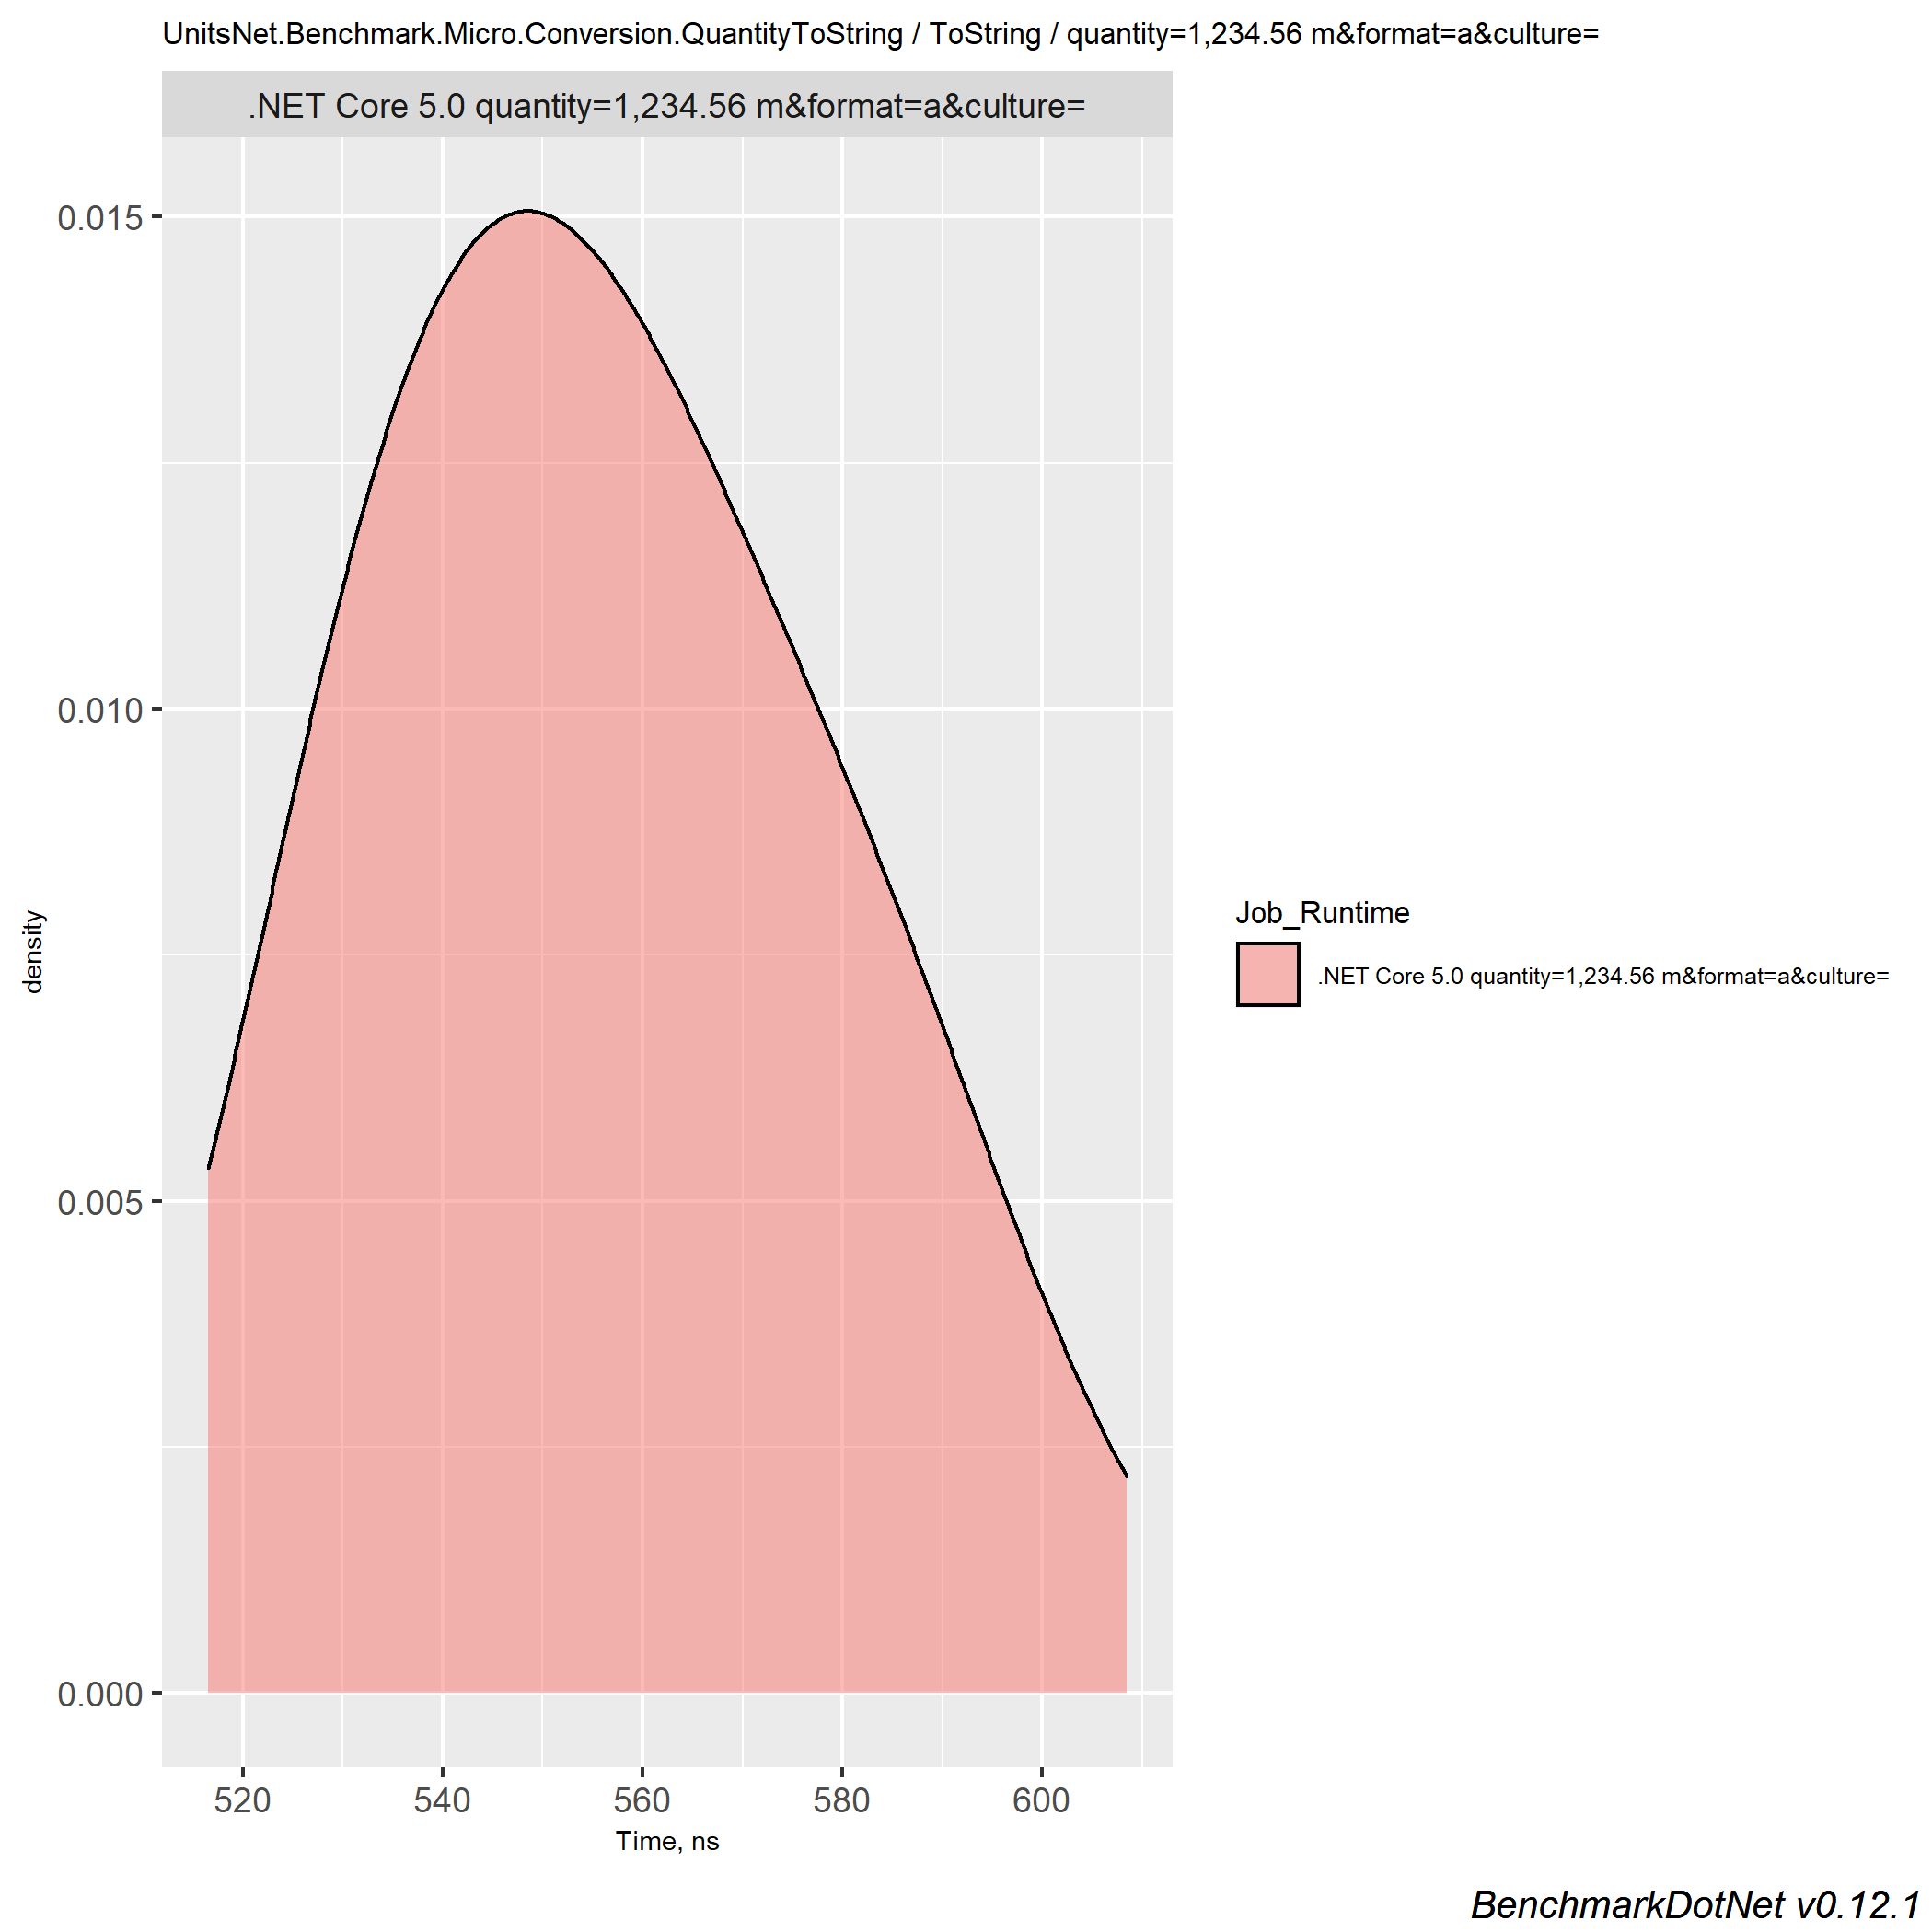 UnitsNet.Benchmark.Micro.Conversion.QuantityToString / ToString / quantity=1,234.56 m&format=a&culture=
.NET Core 5.0 quantity=1,234.56 m&format=a&culture=
0.015
0.010
0.005
0.000
density
520 540 560 580 600
Time, ns
Job_Runtime
.NET Core 5.0 quantity=1,234.56 m&format=a&culture=
BenchmarkDotNet v0.12.1